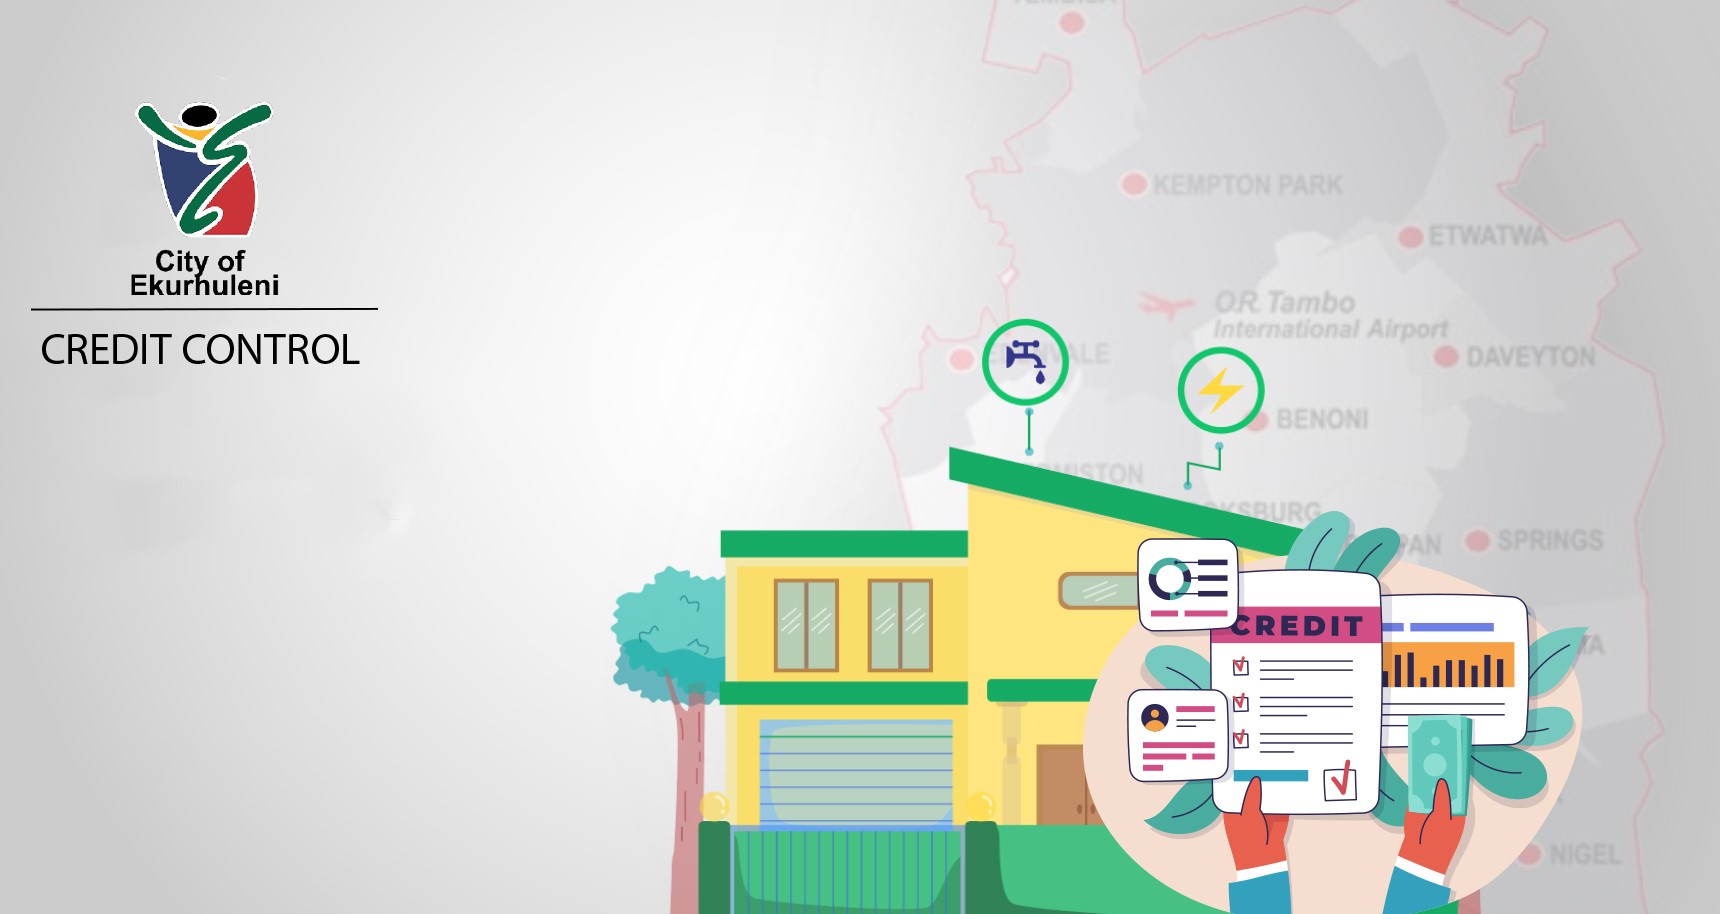 City of
Ekurhuleni
CREDIT CONTROL
KEMPTON PARK
ETWATWA
O.R. Tambo
International Airport
DAVEYTON
BENONI
SPRINGS
CREDIT
NIGEL